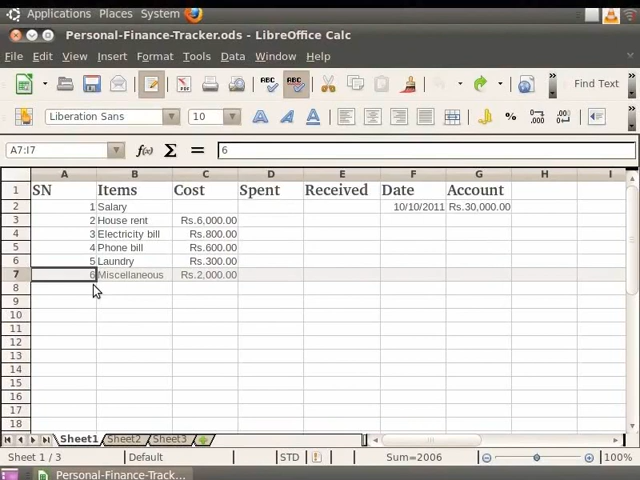 Applications Places System
Personal-Finance-Tracker.ods - LibreOffice Calc
File Edit View Insert Format Tools Data Window Help
ABC ABC » Find Text
Liberation Sans 10 A A A % »
A7:I7 f(x) Σ = 6
A B C D E F G H I
1 SN Items Cost Spent Received Date Account
2 1 Salary 10/10/2011 Rs.30,000.00
3 2 House rent Rs.6,000.00
4 3 Electricity bill Rs.800.00
5 4 Phone bill Rs.600.00
6 5 Laundry Rs.300.00
7 6 Miscellaneous Rs.2,000.00
8
9
10
11
12
13
14
15
16
17
18
Sheet1 Sheet2 Sheet3
Sheet 1 / 3 Default STD Sum=2006 100%
Personal-Finance-Track...